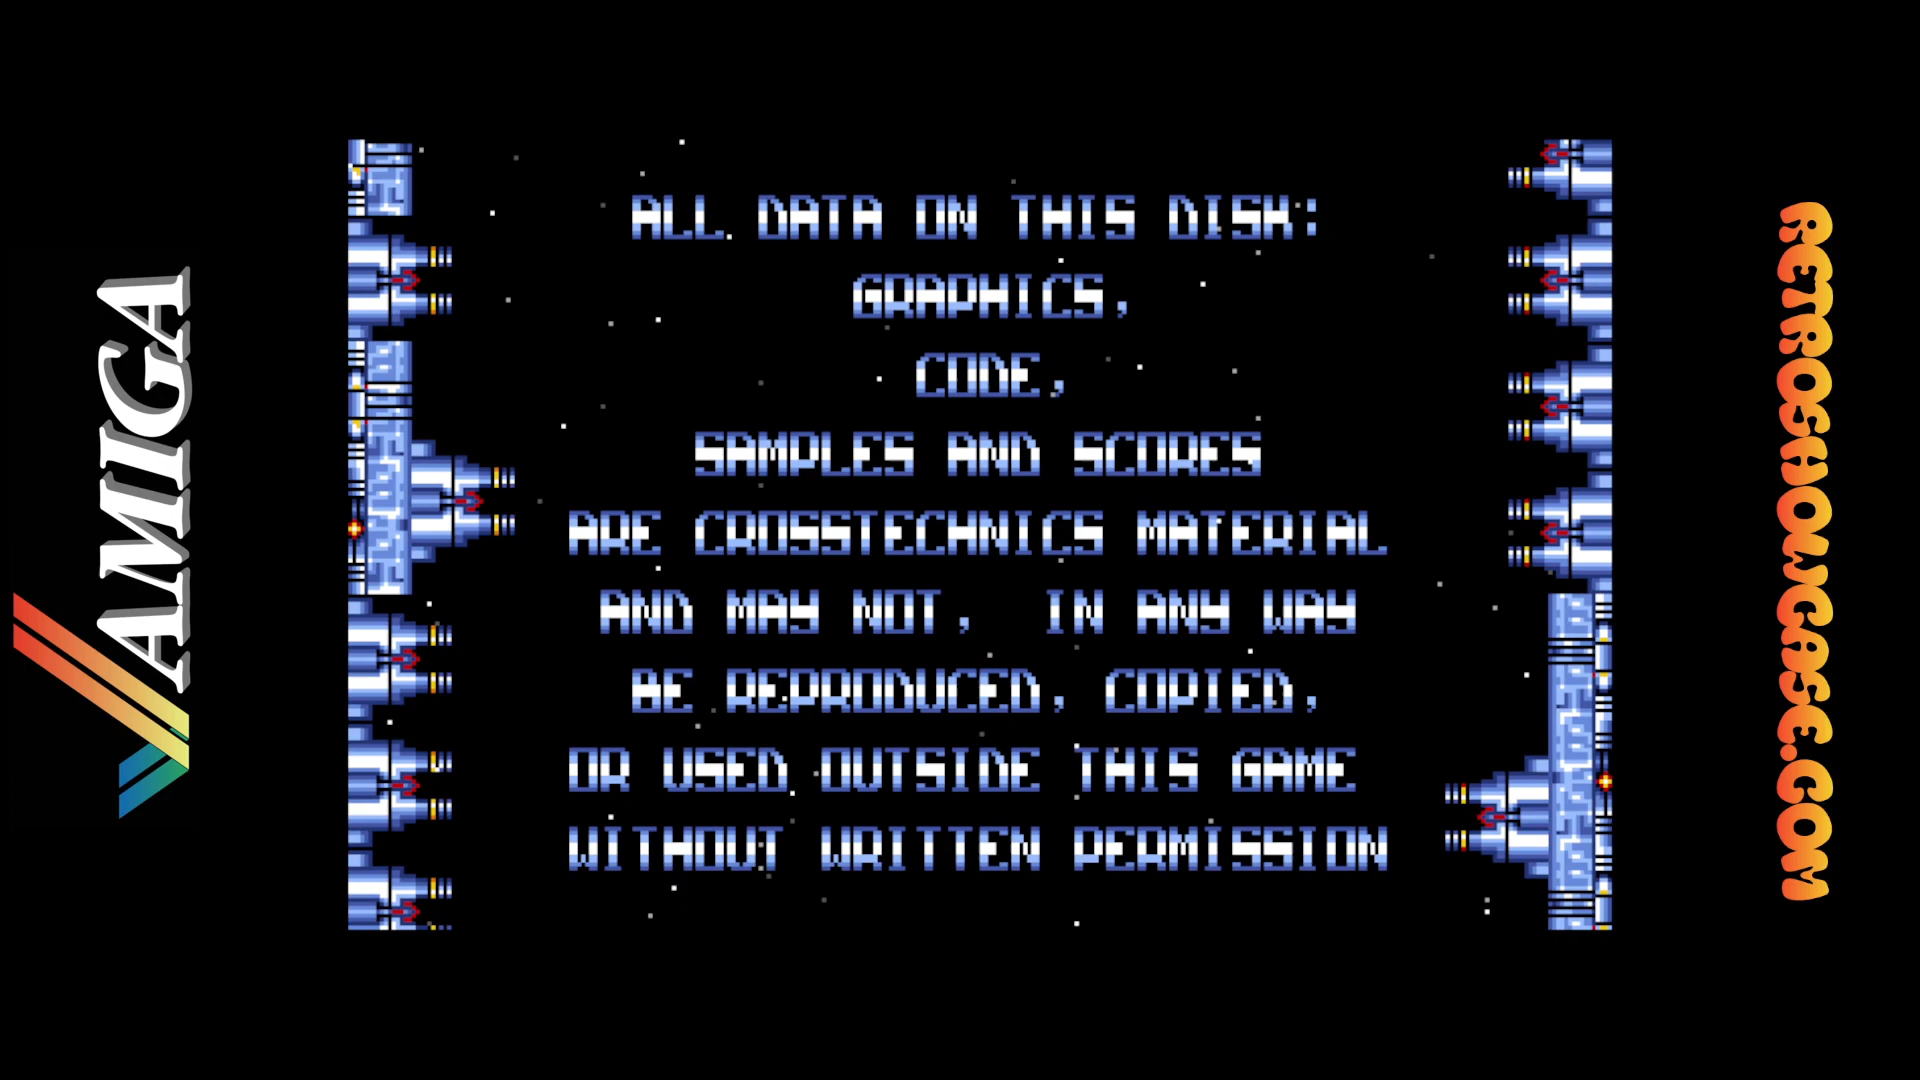 AMIGA
ALL DATA ON THIS DISK:
GRAPHICS,
CODE,
SAMPLES AND SCORES
ARE CROSSTECHNICS MATERIAL
AND MAY NOT, IN ANY WAY
BE REPRODUCED, COPIED,
OR USED OUTSIDE THIS GAME
WITHOUT WRITTEN PERMISSION
RETROSHOWCASE.COM